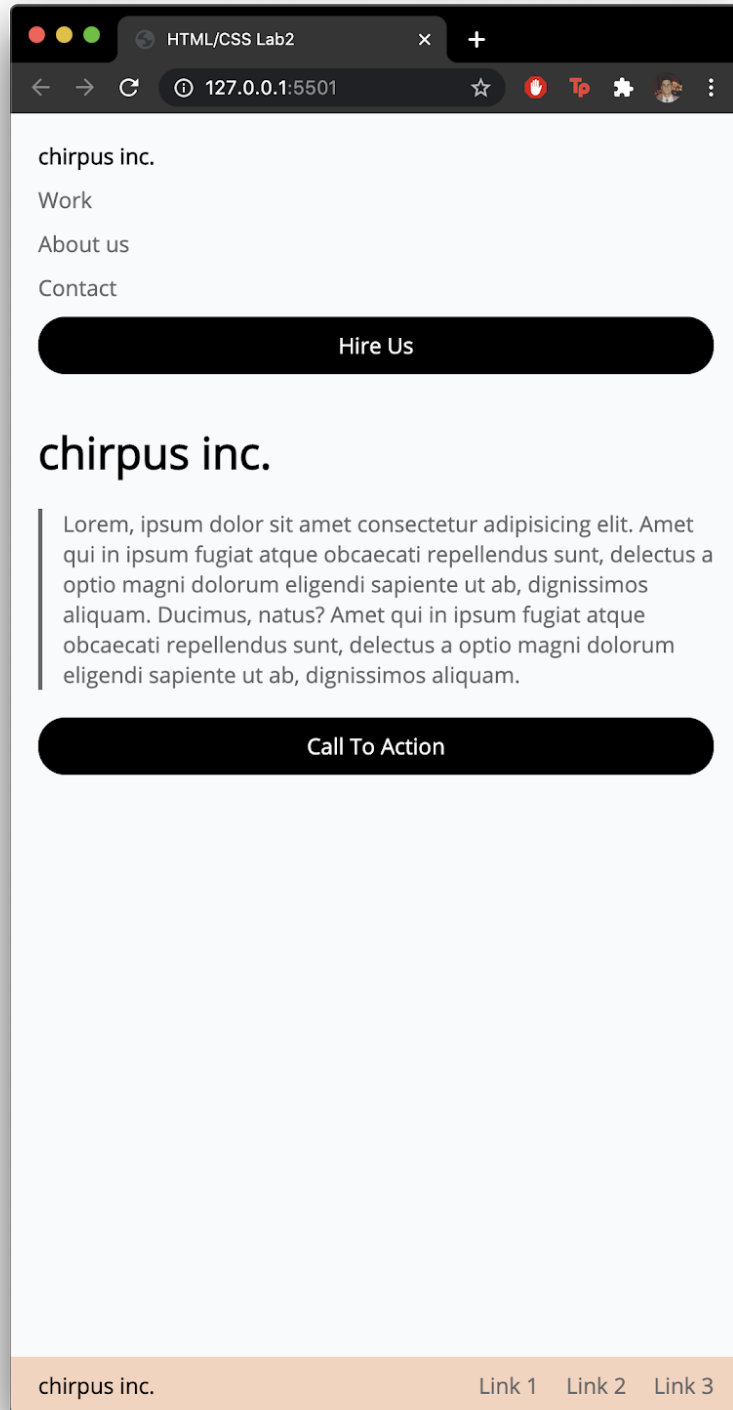 HTML/CSS Lab2
127.0.0.1:5501
Tp
chirpus inc.
Work
About us
Contact
Hire Us
chirpus inc.
Lorem, ipsum dolor sit amet consectetur adipisicing elit. Amet
qui in ipsum fugiat atque obcaecati repellendus sunt, delectus a
optio magni dolorum eligendi sapiente ut ab, dignissimos
aliquam. Ducimus, natus? Amet qui in ipsum fugiat atque
obcaecati repellendus sunt, delectus a optio magni dolorum
eligendi sapiente ut ab, dignissimos aliquam.
Call To Action
chirpus inc. Link 1 Link 2 Link 3